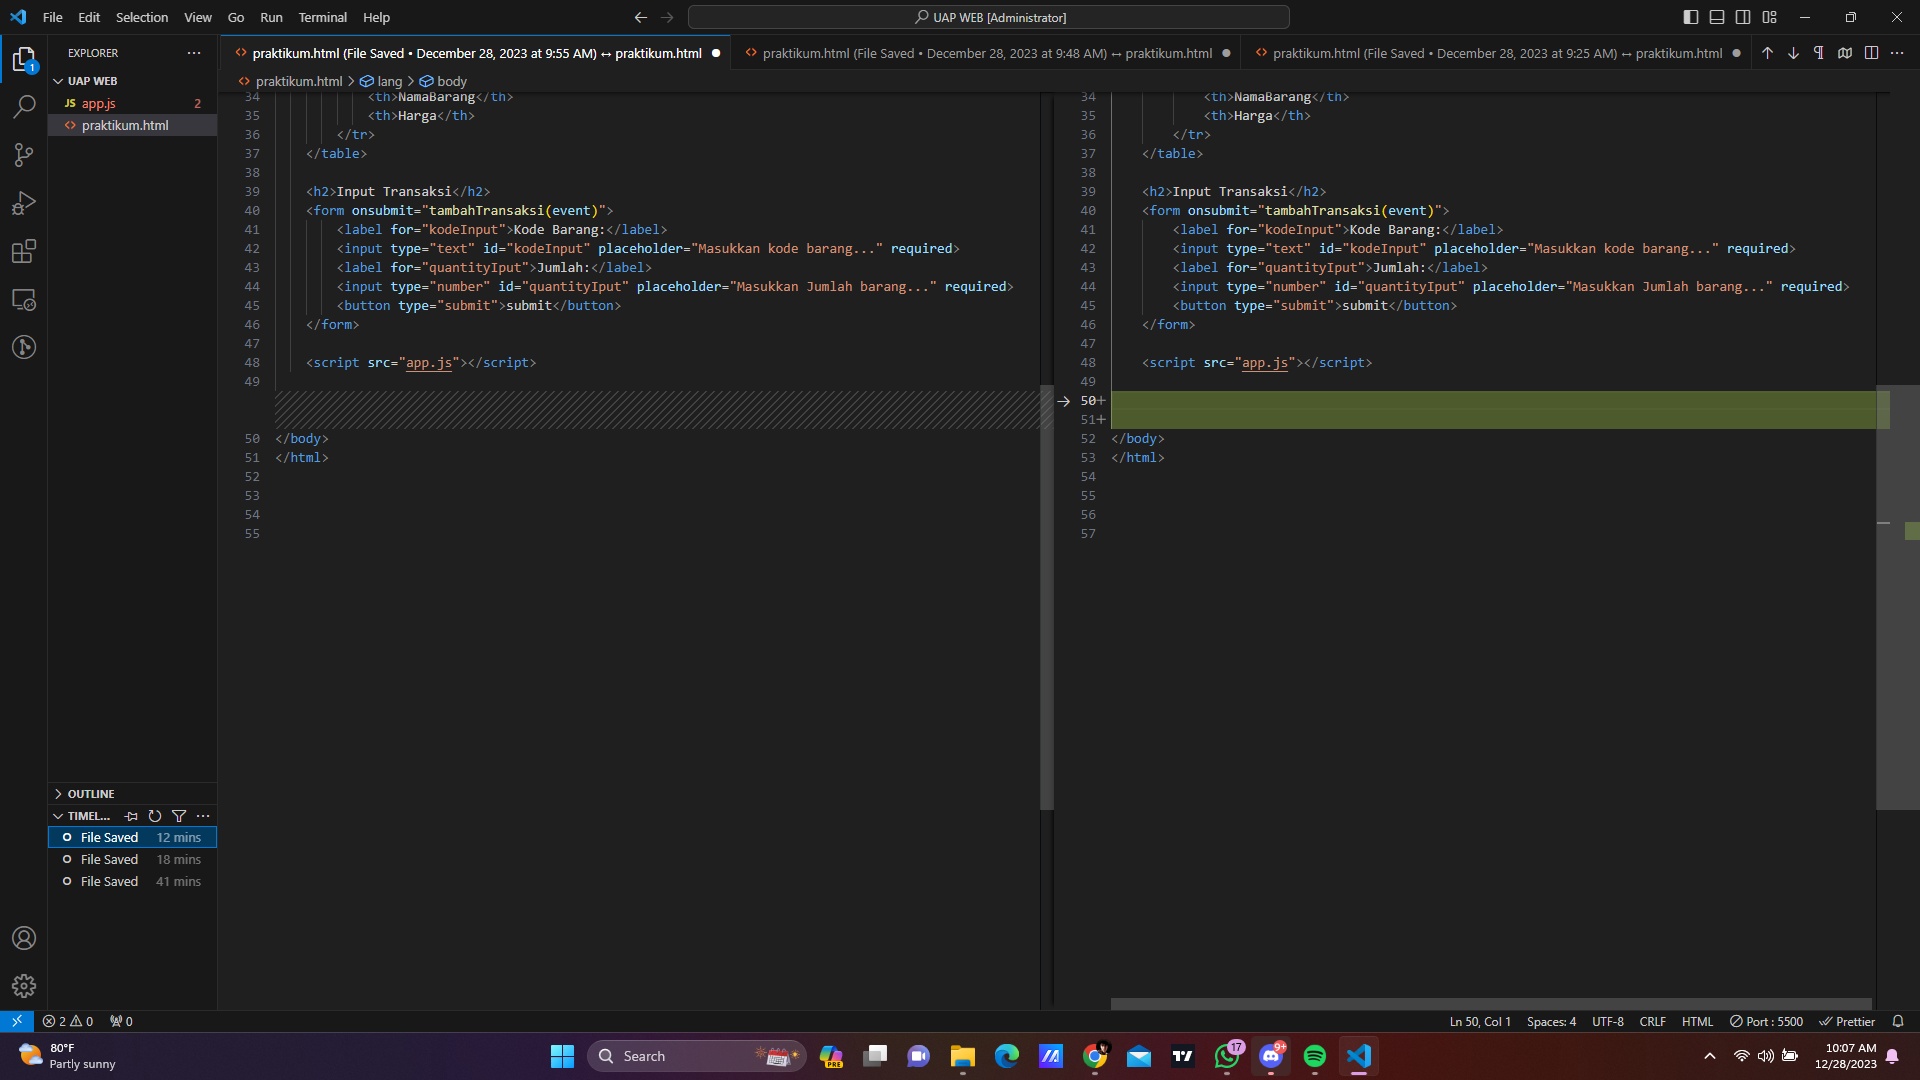 File Edit Selection View Go Run Terminal Help
UAP WEB [Administrator]
EXPLORER
praktikum.html (File Saved • December 28, 2023 at 9:55 AM) ↔ praktikum.html
praktikum.html (File Saved • December 28, 2023 at 9:48 AM) ↔ praktikum.html
praktikum.html (File Saved • December 28, 2023 at 9:25 AM) ↔ praktikum.html
1
UAP WEB
JS app.js 2
praktikum.html
praktikum.html > lang > body
34 <th>NamaBarang</th>
35 <th>Harga</th>
36 </tr>
37 </table>
38
39 <h2>Input Transaksi</h2>
40 <form onsubmit="tambahTransaksi(event)">
41 <label for="kodeInput">Kode Barang:</label>
42 <input type="text" id="kodeInput" placeholder="Masukkan kode barang..." required>
43 <label for="quantityIput">Jumlah:</label>
44 <input type="number" id="quantityIput" placeholder="Masukkan Jumlah barang..." required>
45 <button type="submit">submit</button>
46 </form>
47
48 <script src="app.js"></script>
49
50 </body>
51 </html>
52
53
54
55
34 <th>NamaBarang</th>
35 <th>Harga</th>
36 </tr>
37 </table>
38
39 <h2>Input Transaksi</h2>
40 <form onsubmit="tambahTransaksi(event)">
41 <label for="kodeInput">Kode Barang:</label>
42 <input type="text" id="kodeInput" placeholder="Masukkan kode barang..." required>
43 <label for="quantityIput">Jumlah:</label>
44 <input type="number" id="quantityIput" placeholder="Masukkan Jumlah barang..." required>
45 <button type="submit">submit</button>
46 </form>
47
48 <script src="app.js"></script>
49
→ 50+
51+
52 </body>
53 </html>
54
55
56
57
OUTLINE
TIMEL...
File Saved 12 mins
File Saved 18 mins
File Saved 41 mins
2 0 0
Ln 50, Col 1 Spaces: 4 UTF-8 CRLF HTML Port : 5500 Prettier
80°F
Partly sunny
Search
PRE
17
9+
10:07 AM
12/28/2023